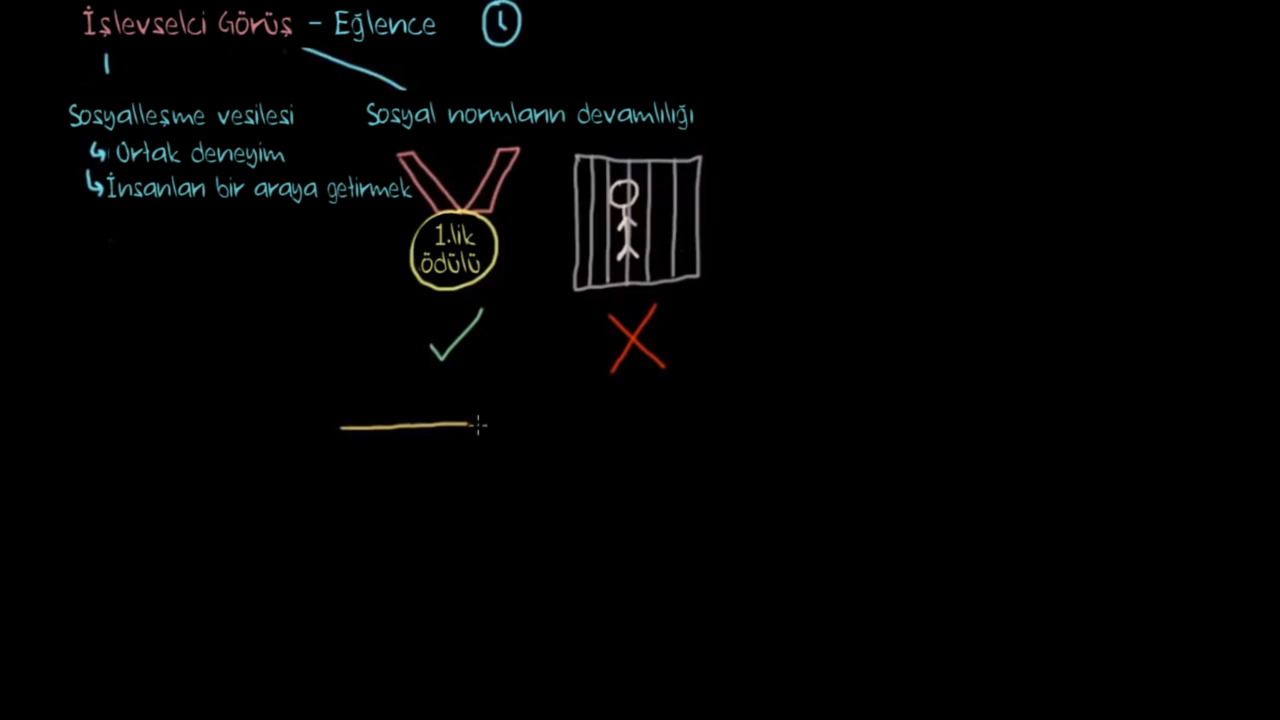 İşlevselci Görüş - Eğlence
Sosyalleşme vesilesi
Ortak deneyim
İnsanları bir araya getirmek
Sosyal normların devamlılığı
1.lik
ödülü